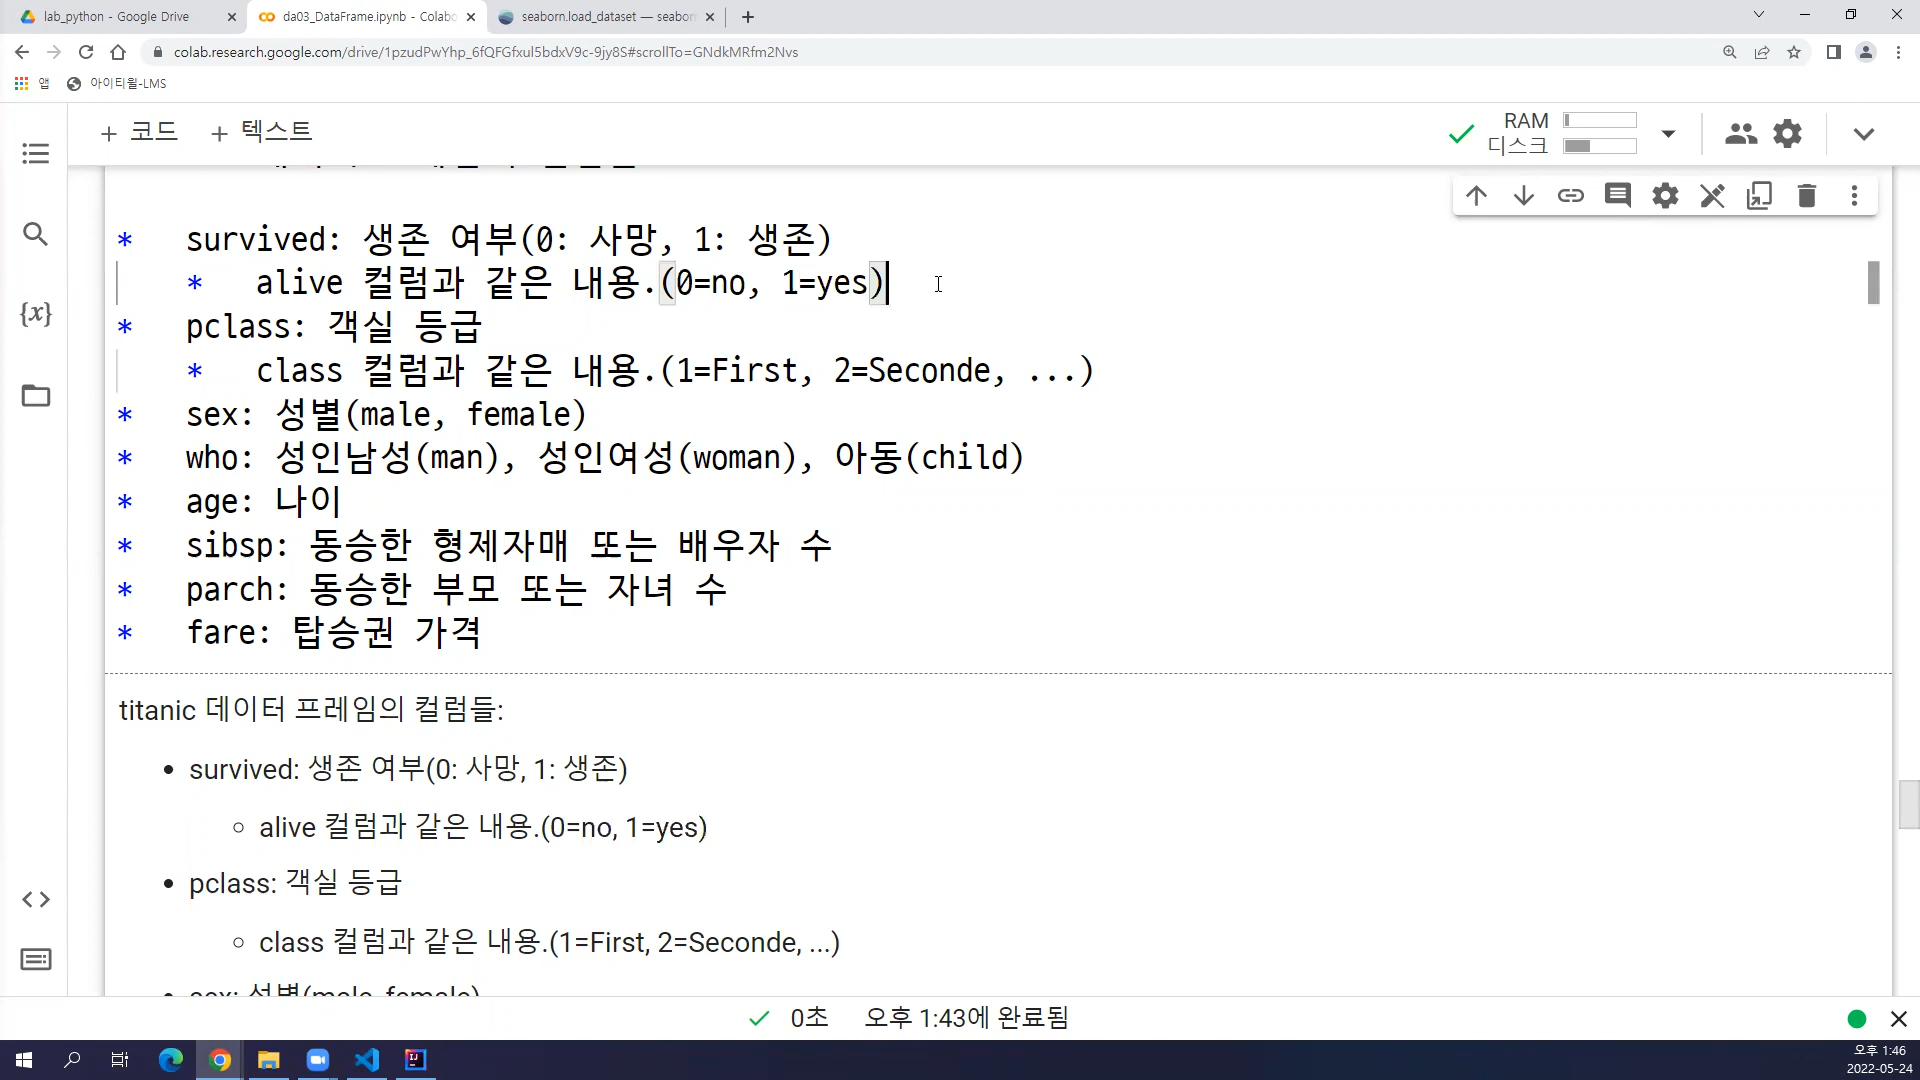 lab_python - Google Drive
da03_DataFrame.ipynb - Colabo
seaborn.load_dataset — seabor
colab.research.google.com/drive/1pzudPwYhp_6fQFGfxul5bdxV9c-9jy8S#scrollTo=GNdkMRfm2Nvs
앱
아이티윌-LMS
+ 코드
+ 텍스트
RAM
디스크
* survived: 생존 여부(0: 사망, 1: 생존)
* alive 컬럼과 같은 내용.(0=no, 1=yes)
* pclass: 객실 등급
* class 컬럼과 같은 내용.(1=First, 2=Seconde, ...)
* sex: 성별(male, female)
* who: 성인남성(man), 성인여성(woman), 아동(child)
* age: 나이
* sibsp: 동승한 형제자매 또는 배우자 수
* parch: 동승한 부모 또는 자녀 수
* fare: 탑승권 가격
titanic 데이터 프레임의 컬럼들:
• survived: 생존 여부(0: 사망, 1: 생존)
○ alive 컬럼과 같은 내용.(0=no, 1=yes)
• pclass: 객실 등급
○ class 컬럼과 같은 내용.(1=First, 2=Seconde, ...)
• sex: 성별(male, female)
0초 오후 1:43에 완료됨
오후 1:46
2022-05-24